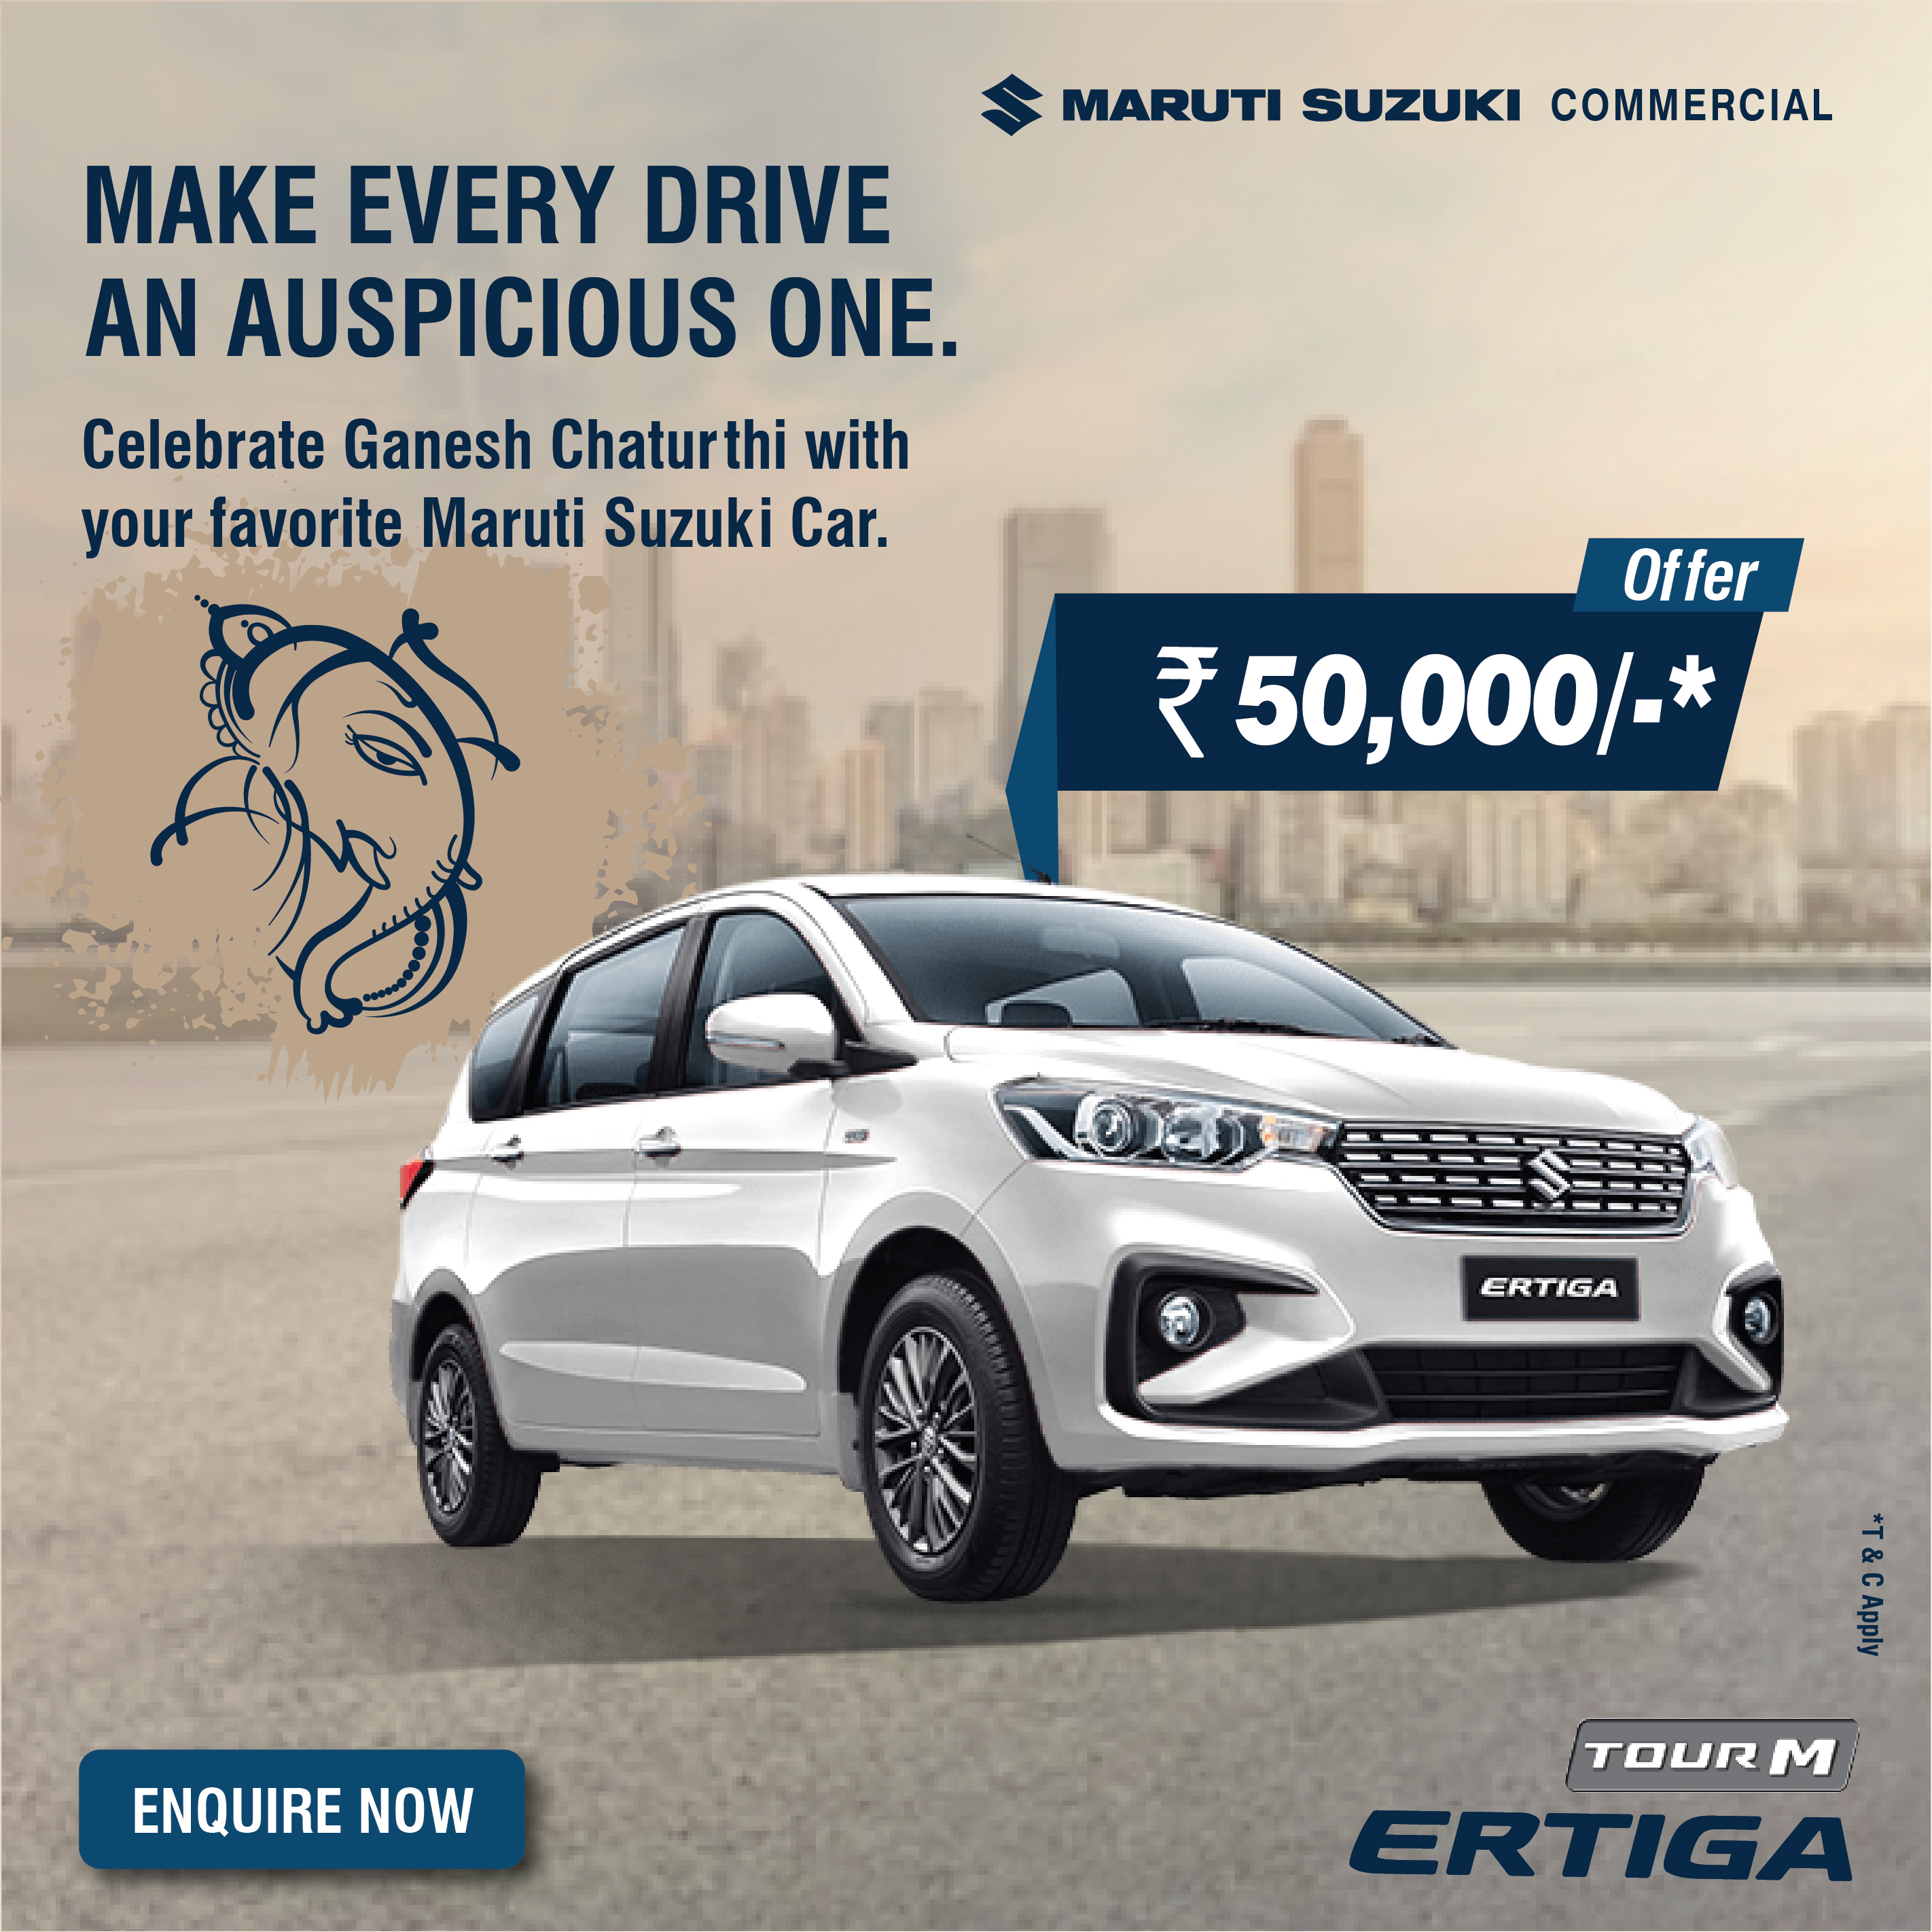 MARUTI SUZUKI COMMERCIAL
MAKE EVERY DRIVE
AN AUSPICIOUS ONE.
Celebrate Ganesh Chaturthi with
your favorite Maruti Suzuki Car.
Offer
₹ 50,000/-*
ERTIGA
*T & C Apply
TOUR M
ERTIGA
ENQUIRE NOW